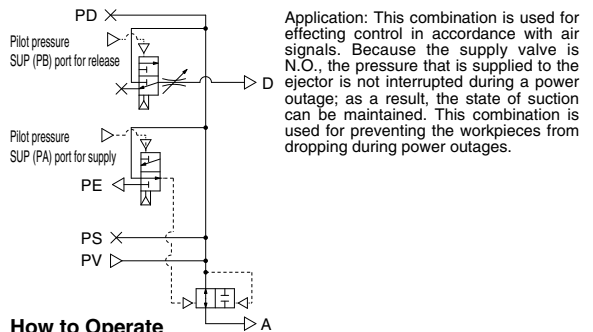 PD
Pilot pressure
SUP (PB) port for release
D
Pilot pressure
SUP (PA) port for supply
PE
PS
PV
A
How to Operate
Application: This combination is used for
effecting control in accordance with air
signals. Because the supply valve is
N.O., the pressure that is supplied to the
ejector is not interrupted during a power
outage; as a result, the state of suction
can be maintained. This combination is
used for preventing the workpieces from
dropping during power outages.